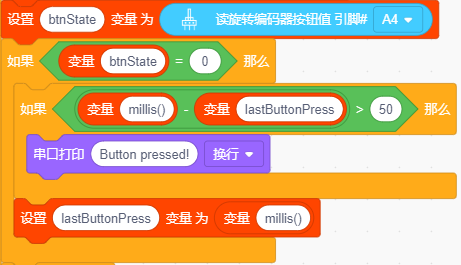 设置 btnState 变量 为 读旋转编码器按钮值 引脚# A4
如果 变量 btnState = 0 那么
如果 变量 millis() - 变量 lastButtonPress > 50 那么
串口打印 Button pressed! 换行
设置 lastButtonPress 变量 为 变量 millis()